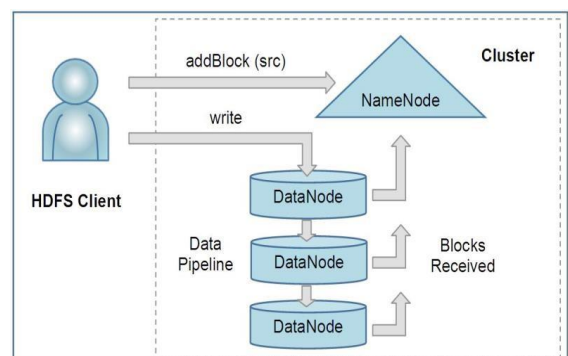 addBlock (src)
Cluster
NameNode
write
HDFS Client
DataNode
Data
Pipeline
DataNode
Blocks
Received
DataNode